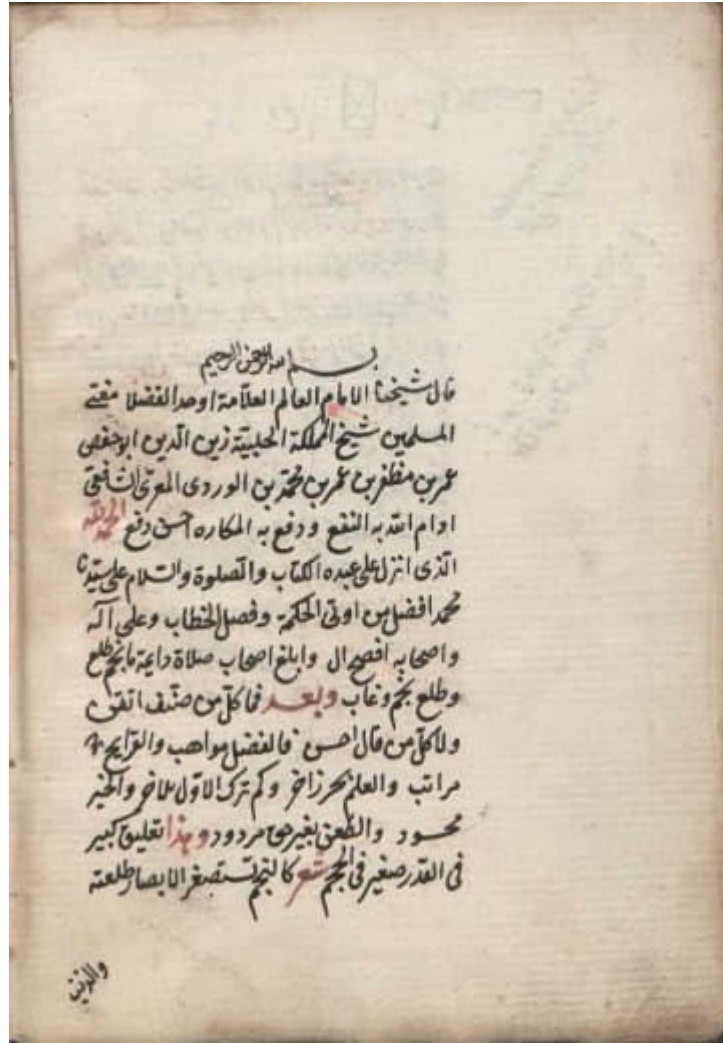 بسم الله الرحمن الرحيم
قال شيخنا الامام العالم العلامة اوحد الفضلا مفتى
المسلمين شيخ المملكة الحلبية زين الدين ابو حفص
عمر بن مظفر بن عمر بن محمد بن الوردى المعرى الشافعى
ادام الله به النفع ودفع به المكاره احسن دفع الحمد لله
الذى انزل على عبده الكتاب والصلوة والسلام على سيدنا
محمد افضل من اوتى الحكمة وفصل الخطاب وعلى آله
واصحابه افصح ال وابلغ اصحاب صلاة دايمة ما نجم طلع
وطلع نجم وغاب وبعد فما كل من صنف اتقن
ولا كل من قال احسن فالفضل مواهب والقرايح
مراتب والعلم بحر زاخر وكم ترك الاول للاخر والخير
محسود والطعن بغير حق مردود وهذا تعليق كبير
فى القدر صغير فى الحجم شعر كالنجم تستصغر الابصار طلعته
والذنب